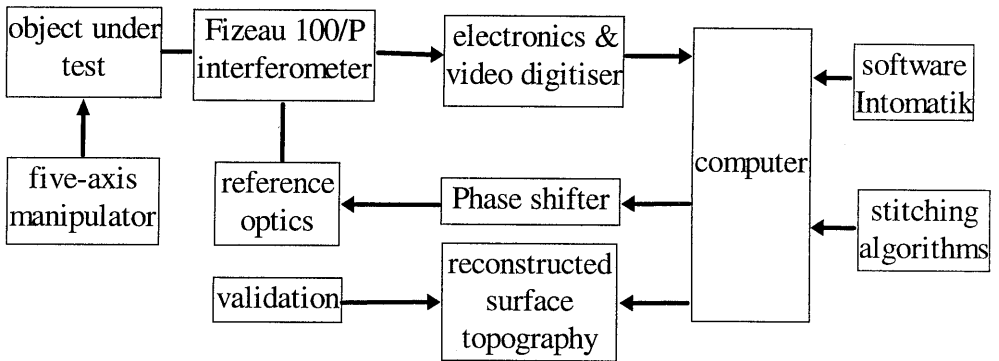 object under
test
Fizeau 100/P
interferometer
electronics &
video digitiser
software
Intomatik
computer
five-axis
manipulator
reference
optics
Phase shifter
stitching
algorithms
validation
reconstructed
surface
topography